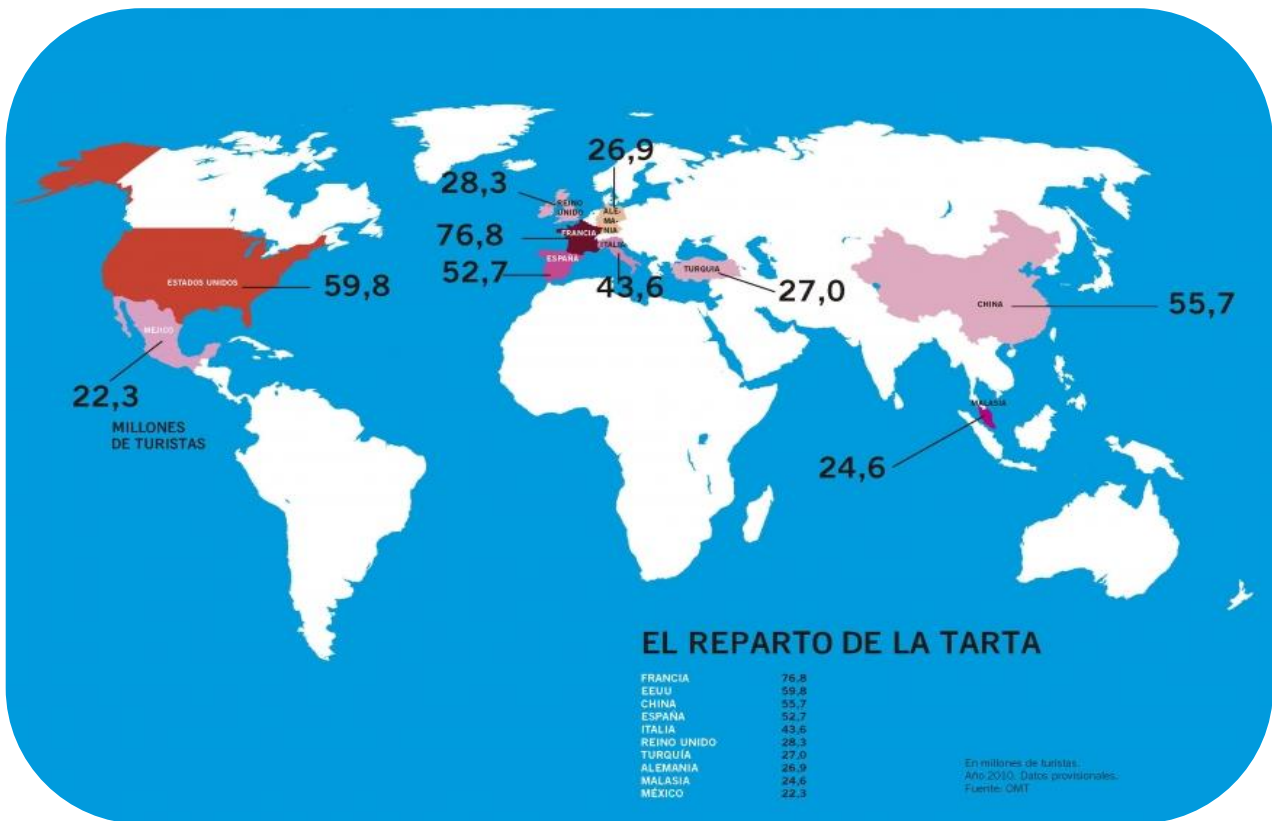 26,9
28,3
REINO
UNIDO
ALE-
MA-
NIA
76,8
FRANCIA
ITALIA
ESPAÑA
52,7
43,6
TURQUIA
27,0
ESTADOS UNIDOS
59,8
CHINA
55,7
MÉJICO
22,3
MILLONES
DE TURISTAS
MALASIA
24,6
EL REPARTO DE LA TARTA
FRANCIA 76,8
EEUU 59,8
CHINA 55,7
ESPAÑA 52,7
ITALIA 43,6
REINO UNIDO 28,3
TURQUÍA 27,0
ALEMANIA 26,9
MALASIA 24,6
MÉXICO 22,3
En millones de turistas.
Año 2010. Datos provisionales.
Fuente: OMT